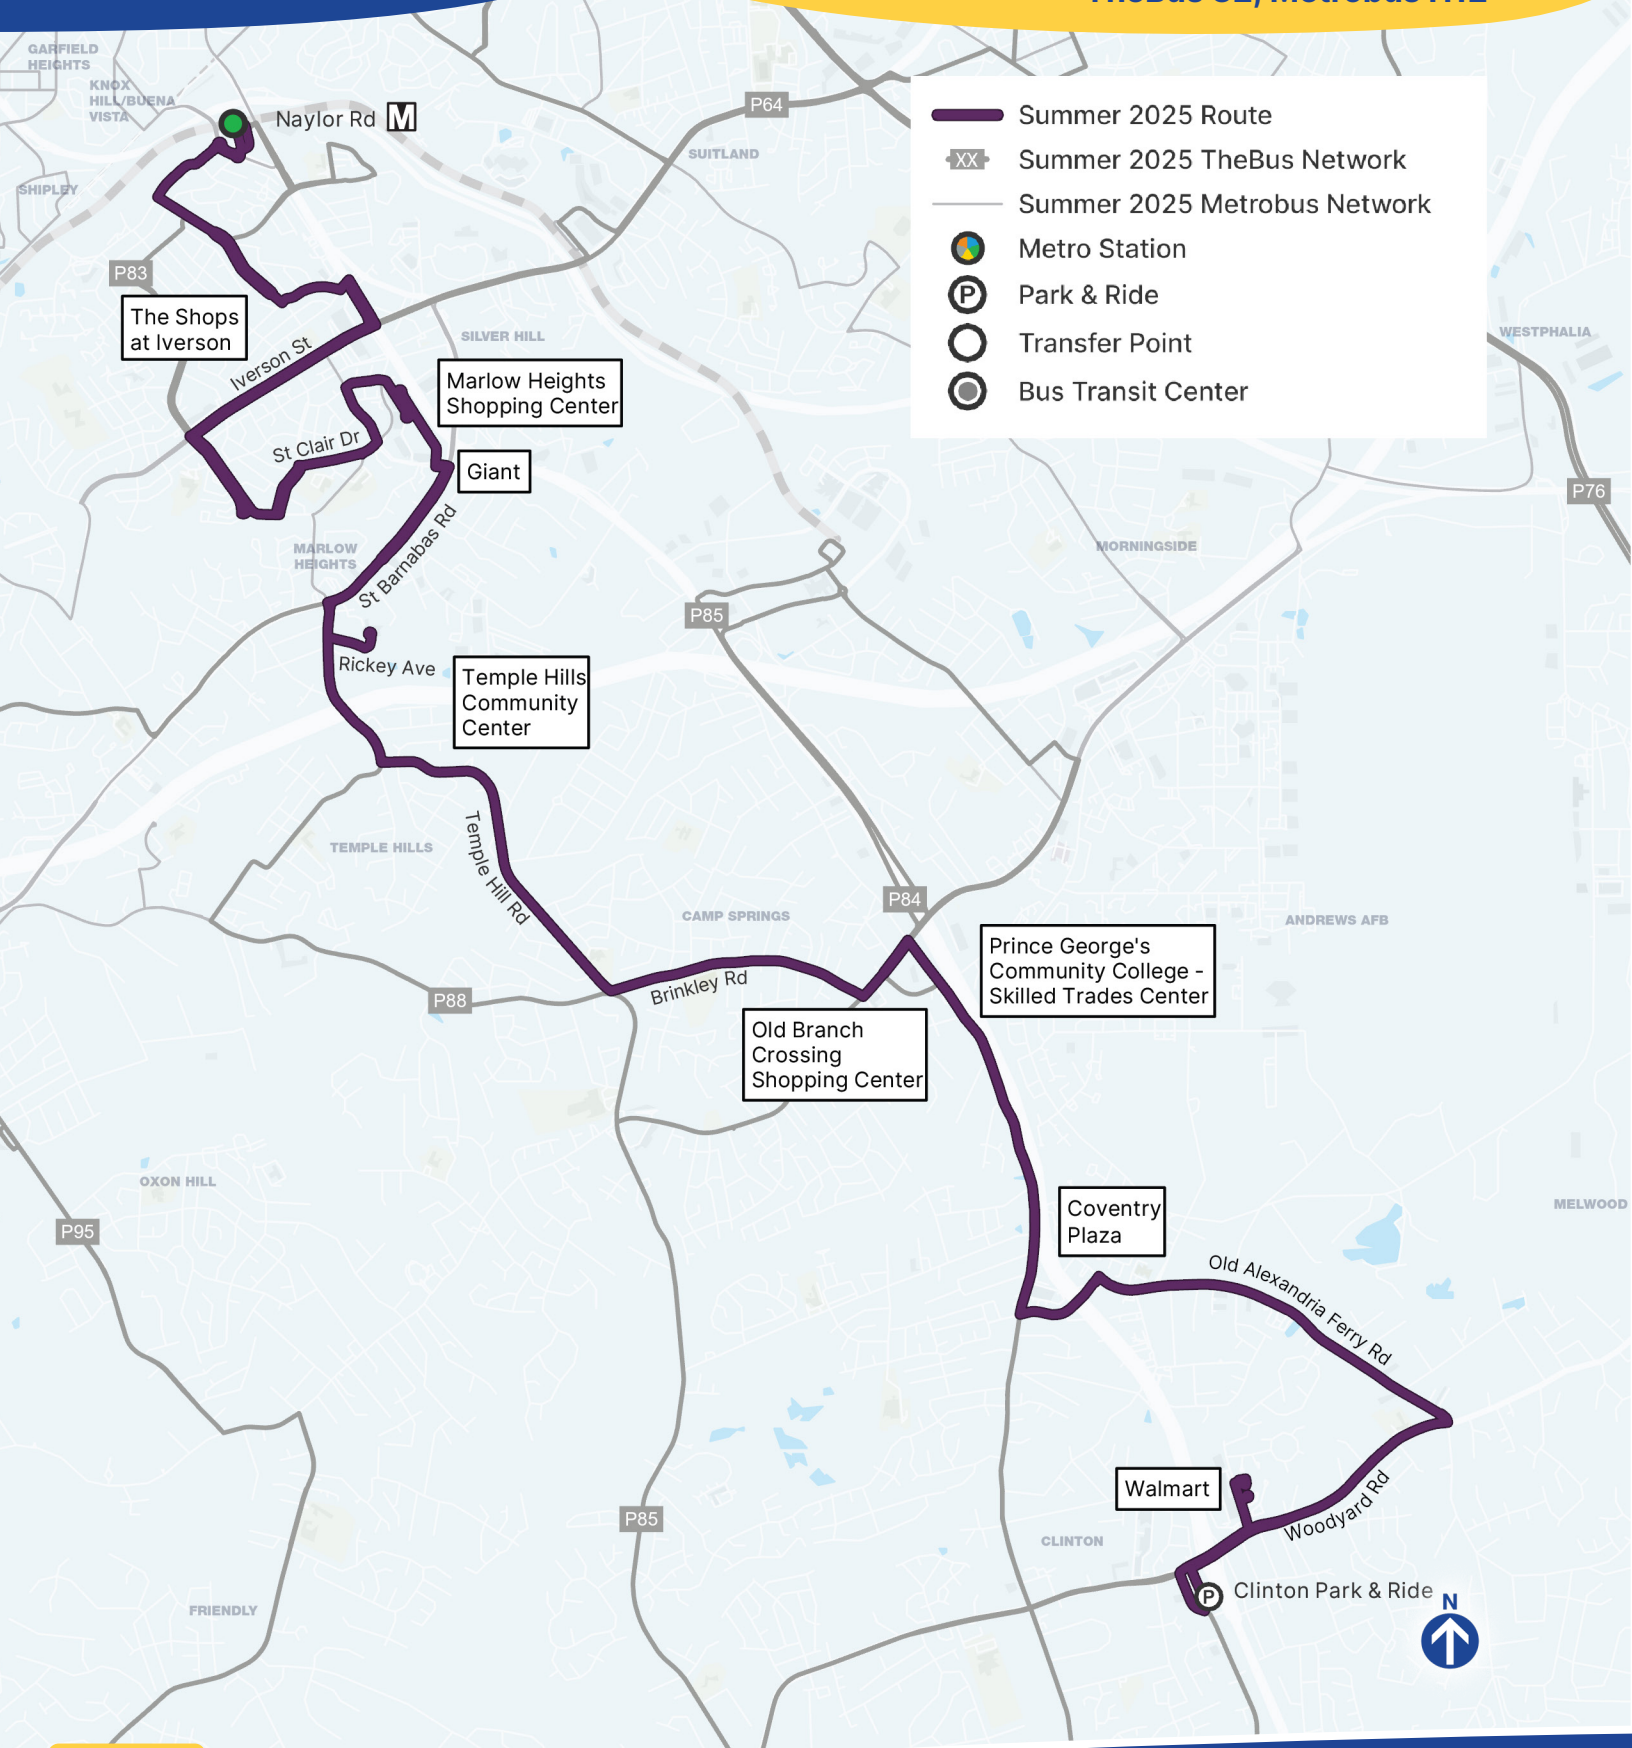 GARFIELD
HEIGHTS
KNOX
HILL/BUENA
VISTA
Naylor Rd M
P64
SUITLAND
SHIPLEY
P83
Summer 2025 Route
XX Summer 2025 TheBus Network
Summer 2025 Metrobus Network
Metro Station
P Park & Ride
Transfer Point
Bus Transit Center
The Shops
at Iverson
Iverson St
SILVER HILL
WESTPHALIA
Marlow Heights
Shopping Center
St Clair Dr
Giant
P76
St Barnabas Rd
MARLOW
HEIGHTS
MORNINGSIDE
P85
Rickey Ave
Temple Hills
Community
Center
TEMPLE HILLS
Temple Hill Rd
P84
CAMP SPRINGS
ANDREWS AFB
Prince George's
Community College -
Skilled Trades Center
Brinkley Rd
P88
Old Branch
Crossing
Shopping Center
OXON HILL
P95
MELWOOD
Coventry
Plaza
Old Alexandria Ferry Rd
Walmart
Woodyard Rd
P85
CLINTON
P Clinton Park & Ride
N
FRIENDLY